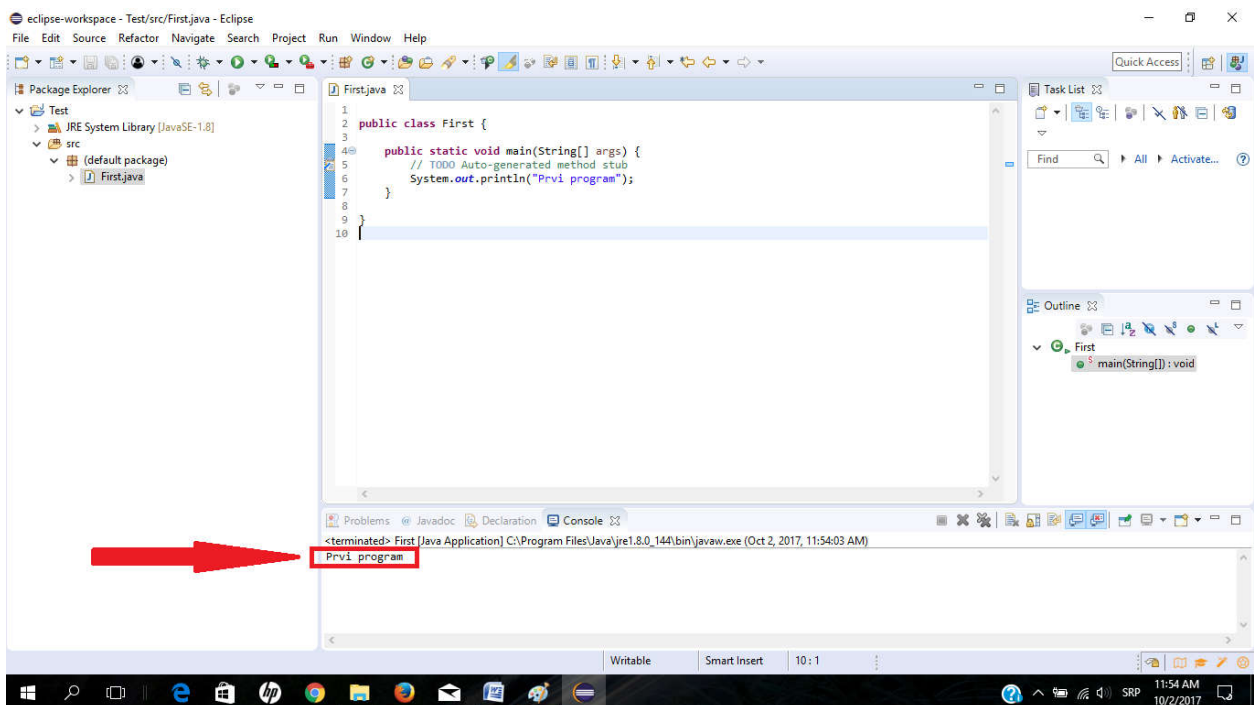 eclipse-workspace - Test/src/First.java - Eclipse
File Edit Source Refactor Navigate Search Project Run Window Help
Quick Access
Package Explorer
Test
JRE System Library [JavaSE-1.8]
src
(default package)
First.java
First.java
1
2 public class First {
3
4 public static void main(String[] args) {
5 // TODO Auto-generated method stub
6 System.out.println("Prvi program");
7 }
8
9 }
10
Task List
Find All Activate...
Outline
First
main(String[]) : void
Problems Javadoc Declaration Console
<terminated> First [Java Application] C:\Program Files\Java\jre1.8.0_144\bin\javaw.exe (Oct 2, 2017, 11:54:03 AM)
Prvi program
Writable Smart Insert 10 : 1
SRP
11:54 AM
10/2/2017